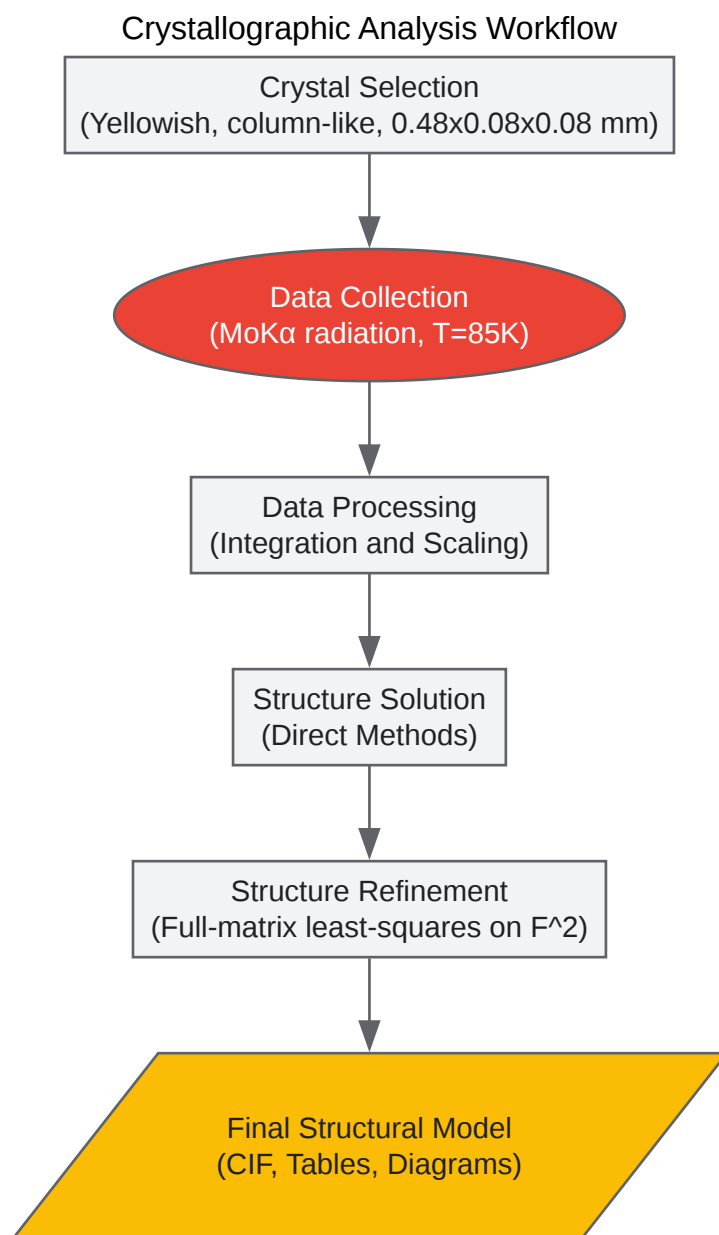 Crystallographic Analysis Workflow
Crystal Selection
(Yellowish, column-like, 0.48x0.08x0.08 mm)
Data Collection
(MoKα radiation, T=85K)
Data Processing
(Integration and Scaling)
Structure Solution
(Direct Methods)
Structure Refinement
(Full-matrix least-squares on F^2)
Final Structural Model
(CIF, Tables, Diagrams)